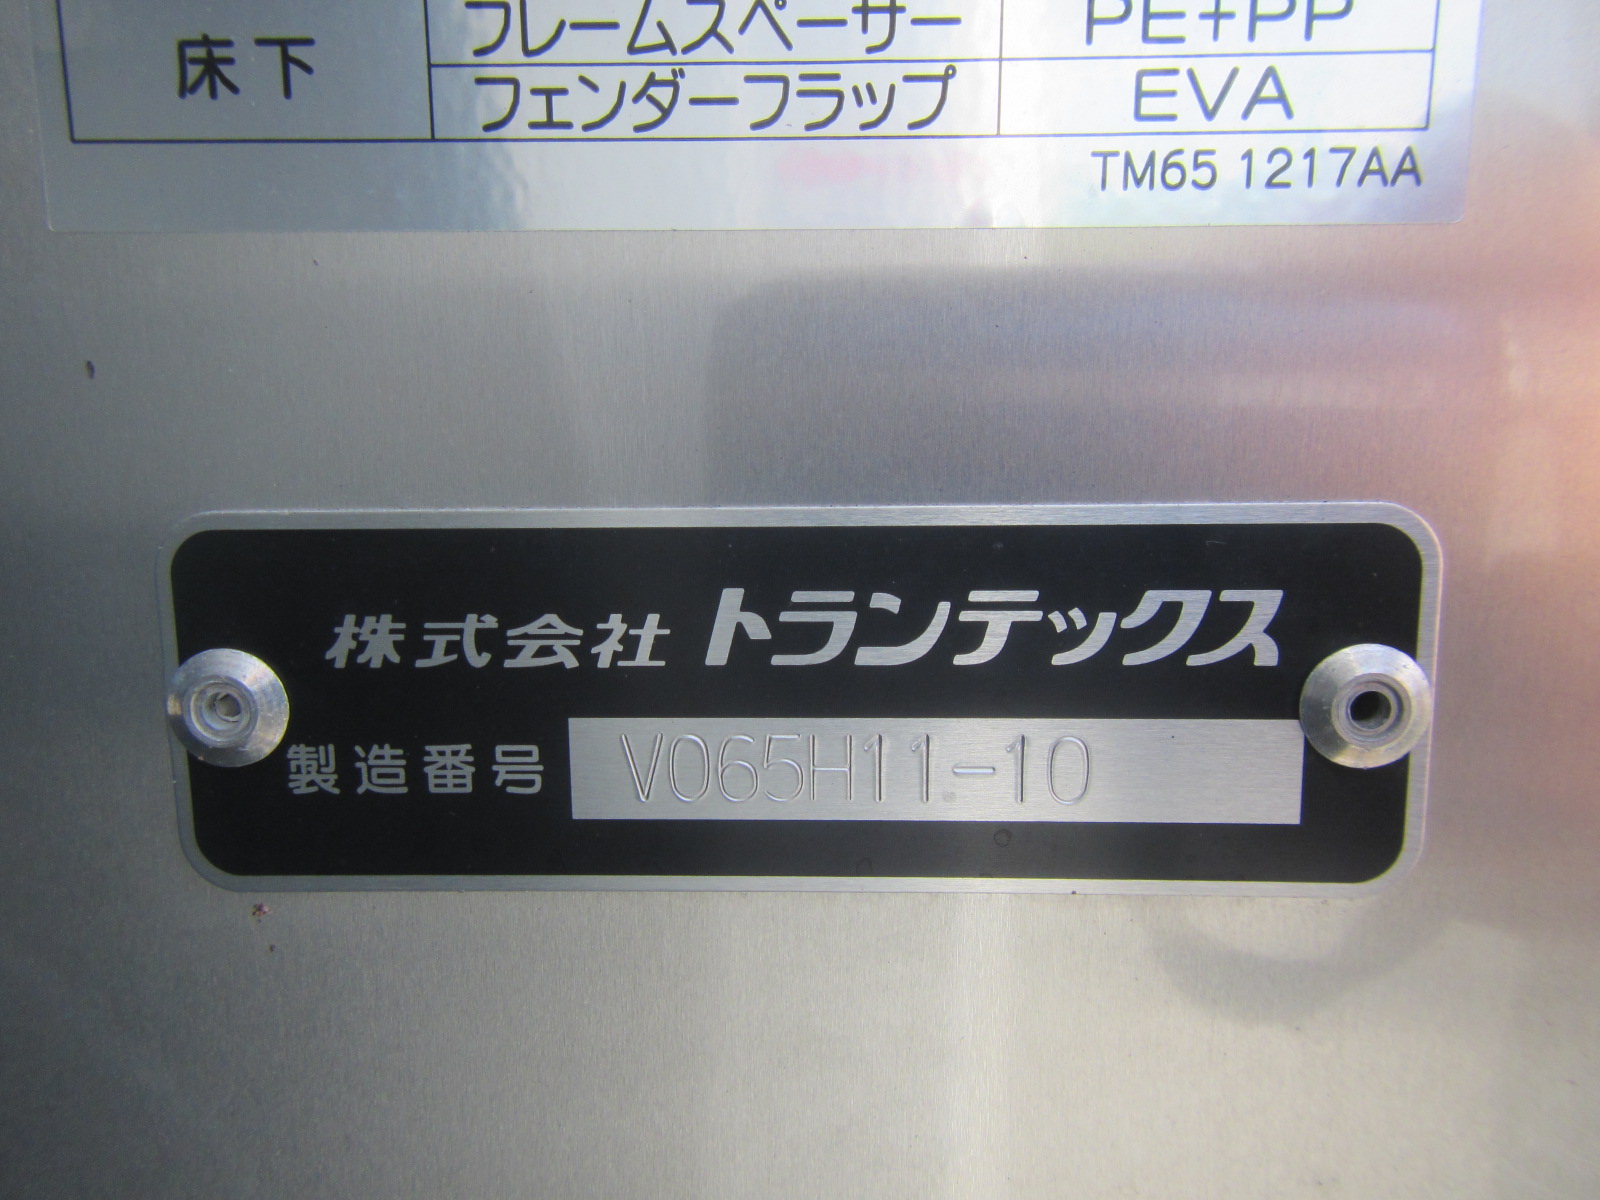 床下
フレームスペーサー PE+PP
フェンダーフラップ EVA
TM65 1217AA
株式会社 トランテックス
製造番号 V065H11-10